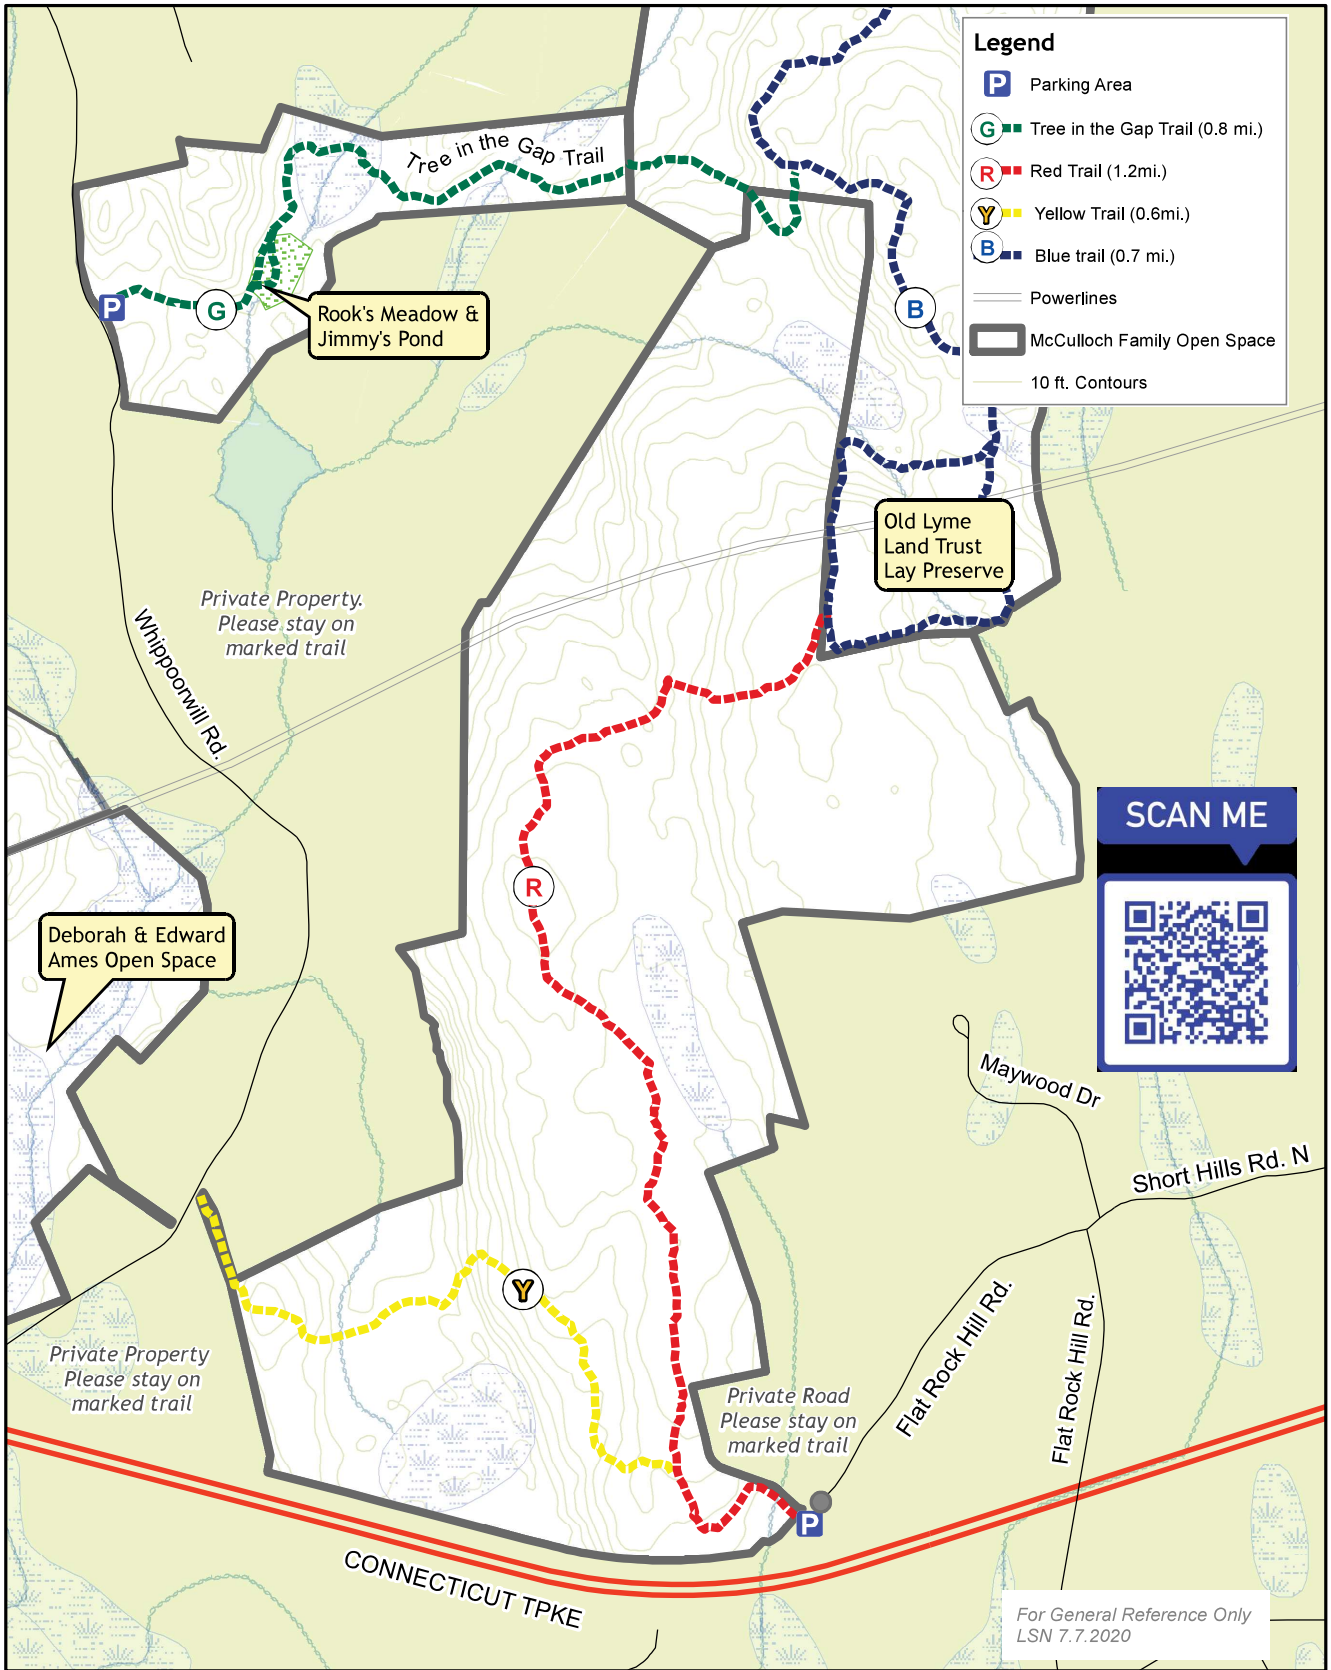 Legend
P Parking Area
G Tree in the Gap Trail (0.8 mi.)
R Red Trail (1.2mi.)
Y Yellow Trail (0.6mi.)
B Blue trail (0.7 mi.)
Powerlines
McCulloch Family Open Space
10 ft. Contours
Tree in the Gap Trail
P
G
B
Rook's Meadow &
Jimmy's Pond
Old Lyme
Land Trust
Lay Preserve
Private Property.
Please stay on
marked trail
Whippoorwill Rd.
SCAN ME
R
Deborah & Edward
Ames Open Space
Maywood Dr
Short Hills Rd. N
Y
Flat Rock Hill Rd.
Flat Rock Hill Rd.
Private Property
Please stay on
marked trail
Private Road
Please stay on
marked trail
P
CONNECTICUT TPKE
For General Reference Only
LSN 7.7.2020